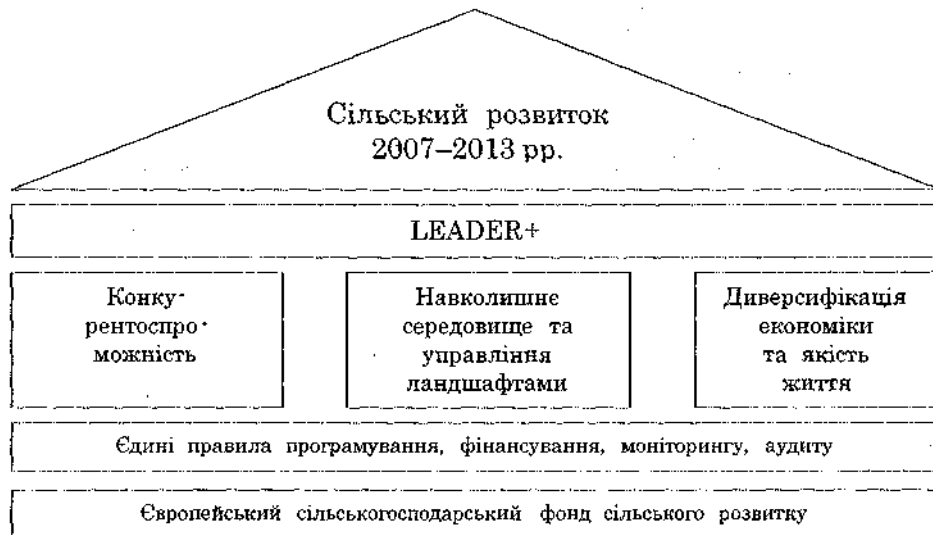 Сільський розвиток
2007–2013 рр.
LEADER+
Конку-
рентоспро-
можність
Навколишнє
середовище та
управління
ландшафтами
Диверсифікація
економіки
та якість
життя
Єдині правила програмування, фінансування, моніторингу, аудиту
Європейський сільськогосподарський фонд сільського розвитку